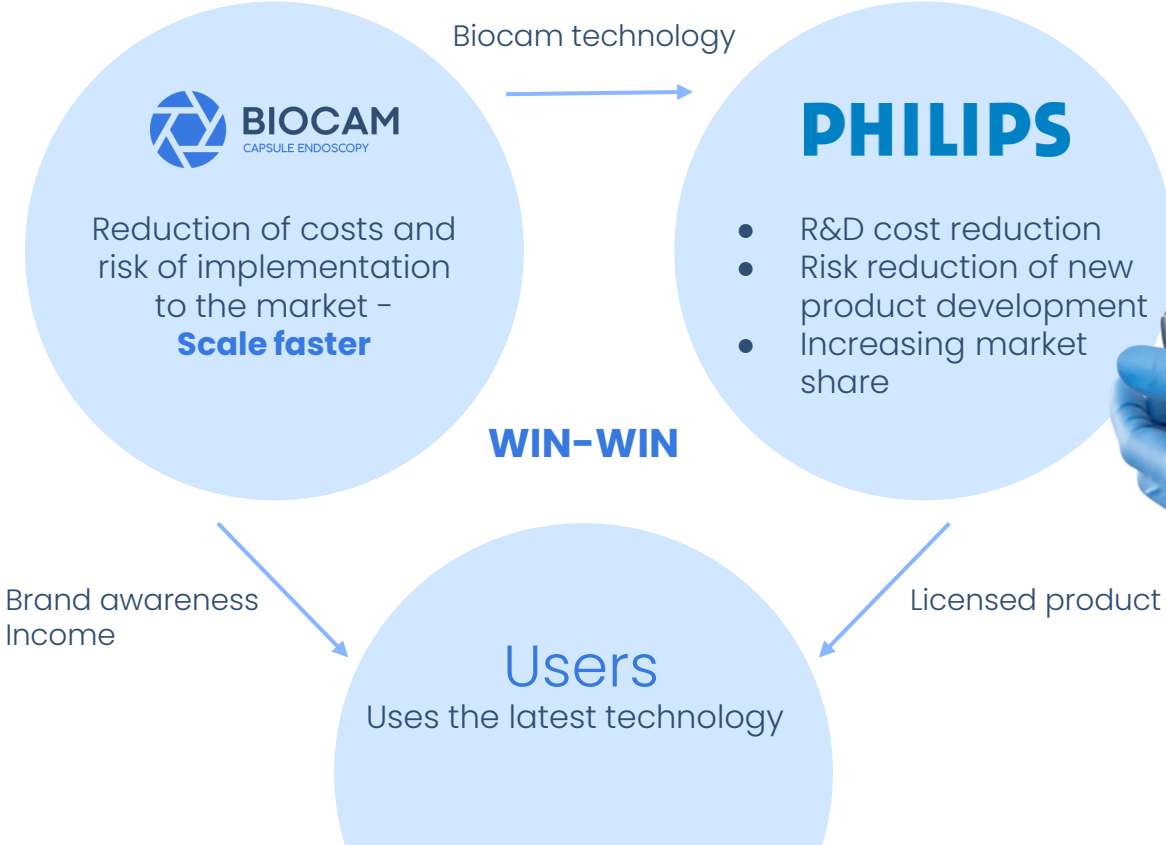 Biocam technology
BIOCAM
CAPSULE ENDOSCOPY
Reduction of costs and
risk of implementation
to the market -
Scale faster
PHILIPS
● R&D cost reduction
● Risk reduction of new
product development
● Increasing market
share
WIN-WIN
Brand awareness
Income
Licensed product
Users
Uses the latest technology